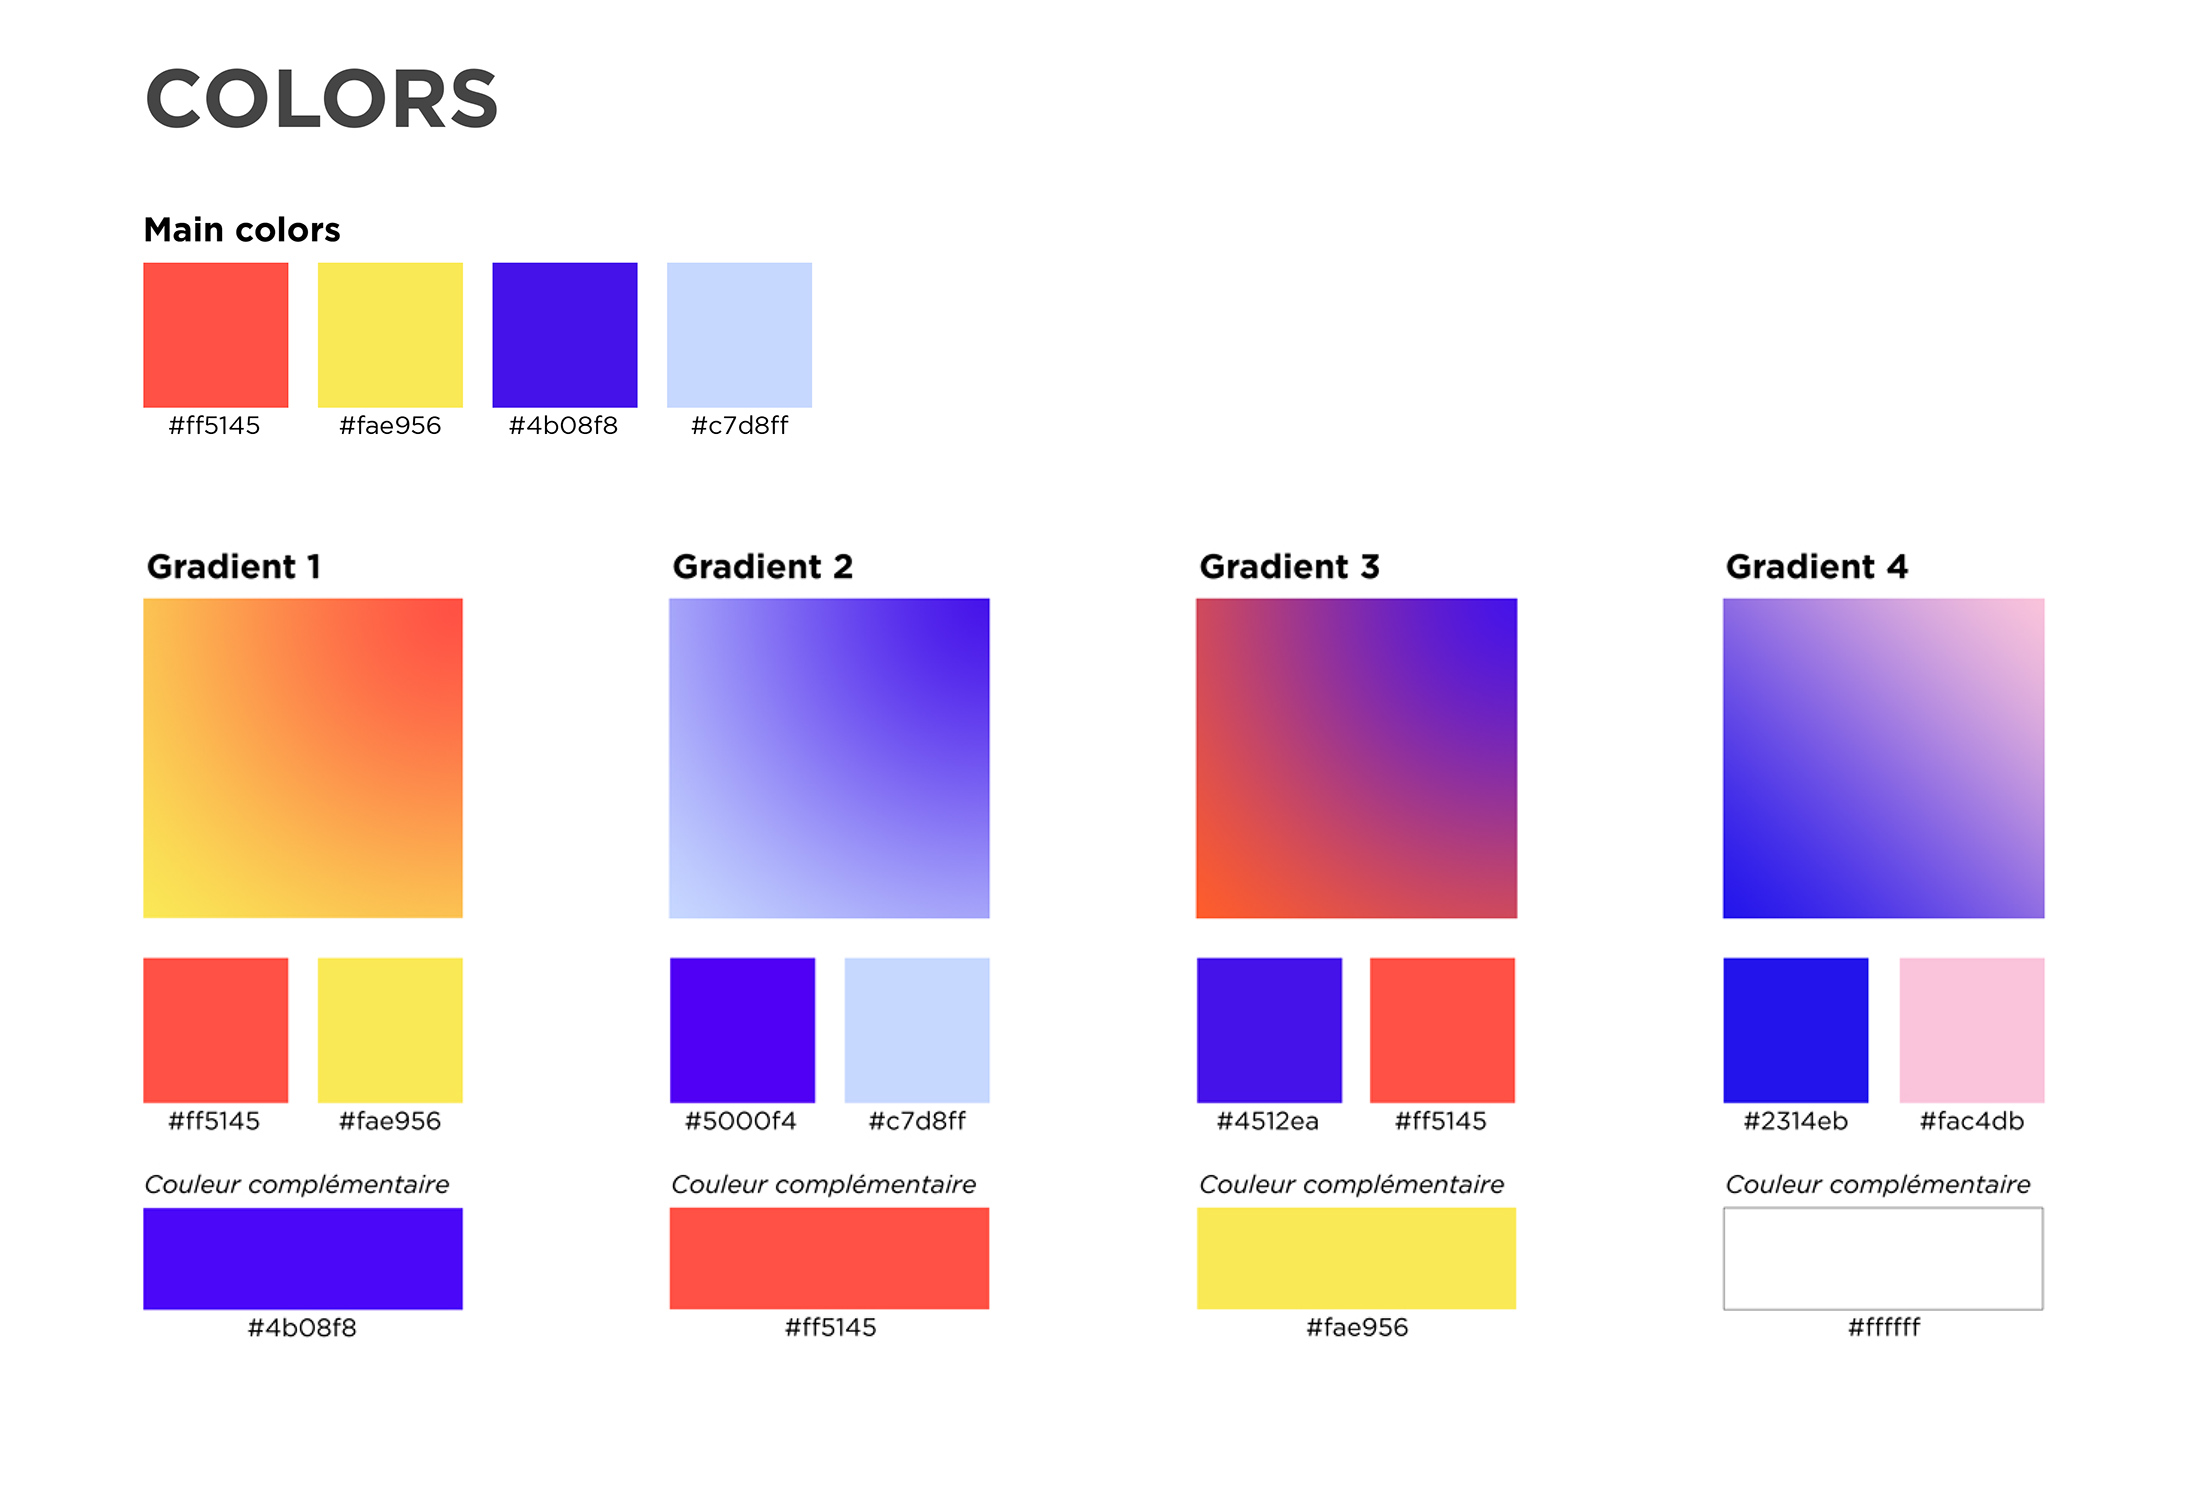 COLORS
Main colors
#ff5145 #fae956 #4b08f8 #c7d8ff
Gradient 1 Gradient 2 Gradient 3 Gradient 4
#ff5145 #fae956 #5000f4 #c7d8ff #4512ea #ff5145 #2314eb #fac4db
Couleur complémentaire Couleur complémentaire Couleur complémentaire Couleur complémentaire
#4b08f8 #ff5145 #fae956 #ffffff